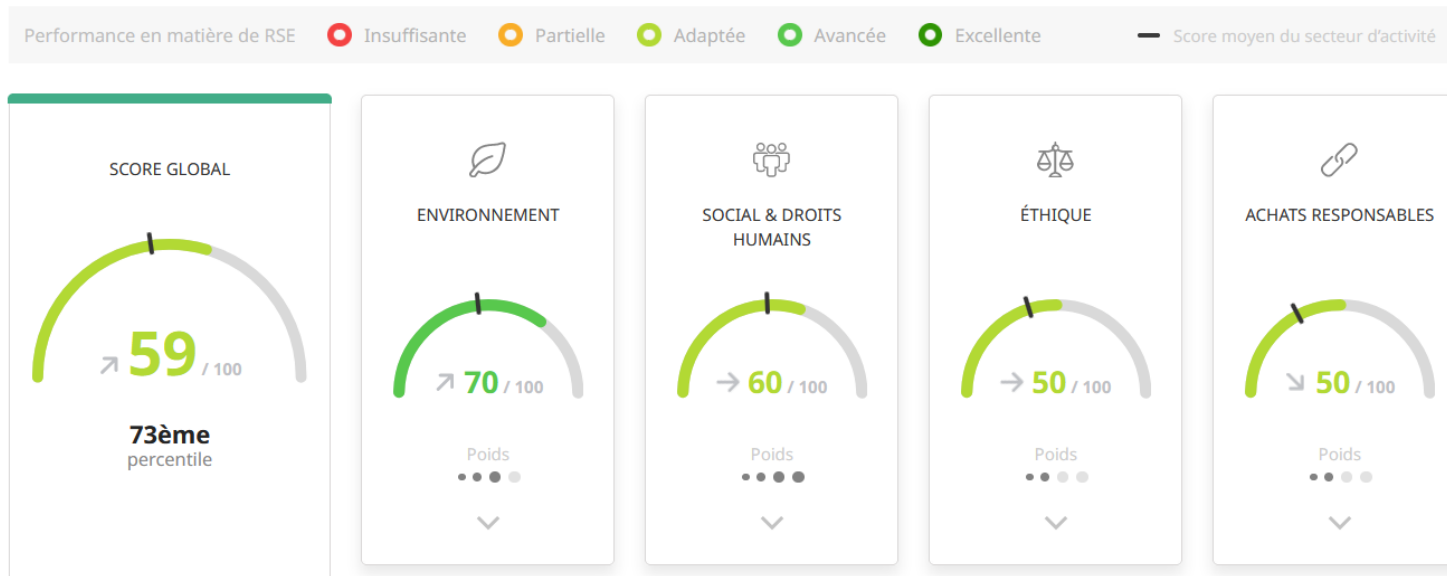 Performance en matière de RSE Insuffisante Partielle Adaptée Avancée Excellente Score moyen du secteur d'activité
SCORE GLOBAL
59 / 100
73ème
percentile
ENVIRONNEMENT
70 / 100
Poids
SOCIAL & DROITS
HUMAINS
60 / 100
Poids
ÉTHIQUE
50 / 100
Poids
ACHATS RESPONSABLES
50 / 100
Poids